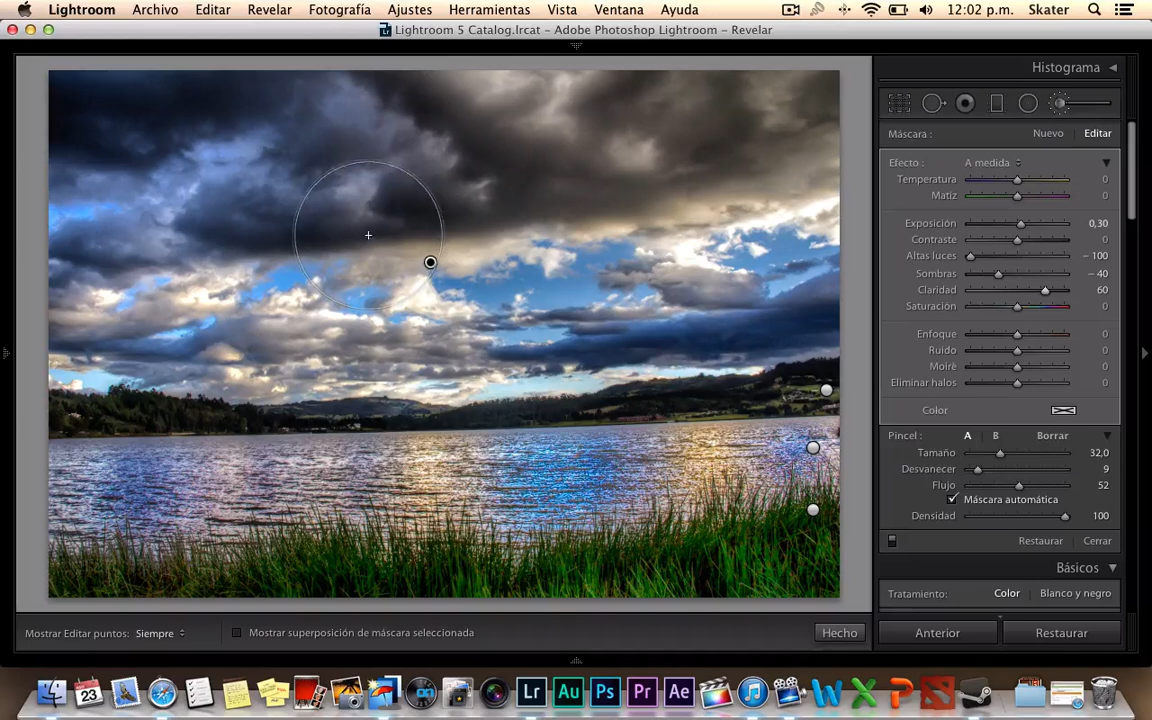 Lightroom Archivo Editar Revelar Fotografía Ajustes Herramientas Vista Ventana Ayuda 12:02 p.m. Skater
Lr Lightroom 5 Catalog.lrcat – Adobe Photoshop Lightroom – Revelar
Histograma
Máscara : Nuevo Editar
Efecto : A medida
Temperatura 0
Matiz 0
Exposición 0,30
Contraste 0
Altas luces – 100
Sombras – 40
Claridad 60
Saturación 0
Enfoque 0
Ruido 0
Moirè 0
Eliminar halos 0
Color
Pincel : A B Borrar
Tamaño 32,0
Desvanecer 9
Flujo 52
Máscara automática
Densidad 100
Restaurar Cerrar
Básicos
Tratamiento: Color Blanco y negro
Mostrar Editar puntos: Siempre Mostrar superposición de máscara seleccionada Hecho Anterior Restaurar
23 on Lr Au Ps Pr Ae W X P